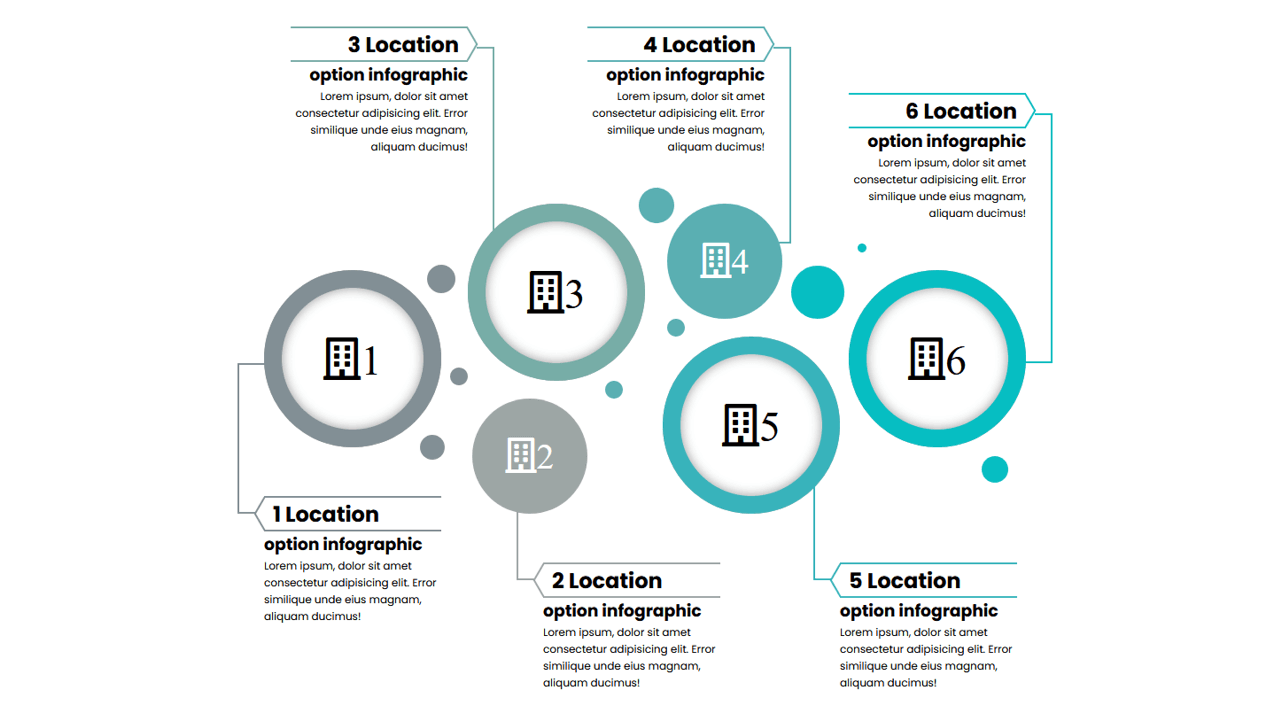 3 Location
option infographic
Lorem ipsum, dolor sit amet
consectetur adipisicing elit. Error
similique unde eius magnam,
aliquam ducimus!
4 Location
option infographic
Lorem ipsum, dolor sit amet
consectetur adipisicing elit. Error
similique unde eius magnam,
aliquam ducimus!
6 Location
option infographic
Lorem ipsum, dolor sit amet
consectetur adipisicing elit. Error
similique unde eius magnam,
aliquam ducimus!
1
3
4
6
2
5
1 Location
option infographic
Lorem ipsum, dolor sit amet
consectetur adipisicing elit. Error
similique unde eius magnam,
aliquam ducimus!
2 Location
option infographic
Lorem ipsum, dolor sit amet
consectetur adipisicing elit. Error
similique unde eius magnam,
aliquam ducimus!
5 Location
option infographic
Lorem ipsum, dolor sit amet
consectetur adipisicing elit. Error
similique unde eius magnam,
aliquam ducimus!